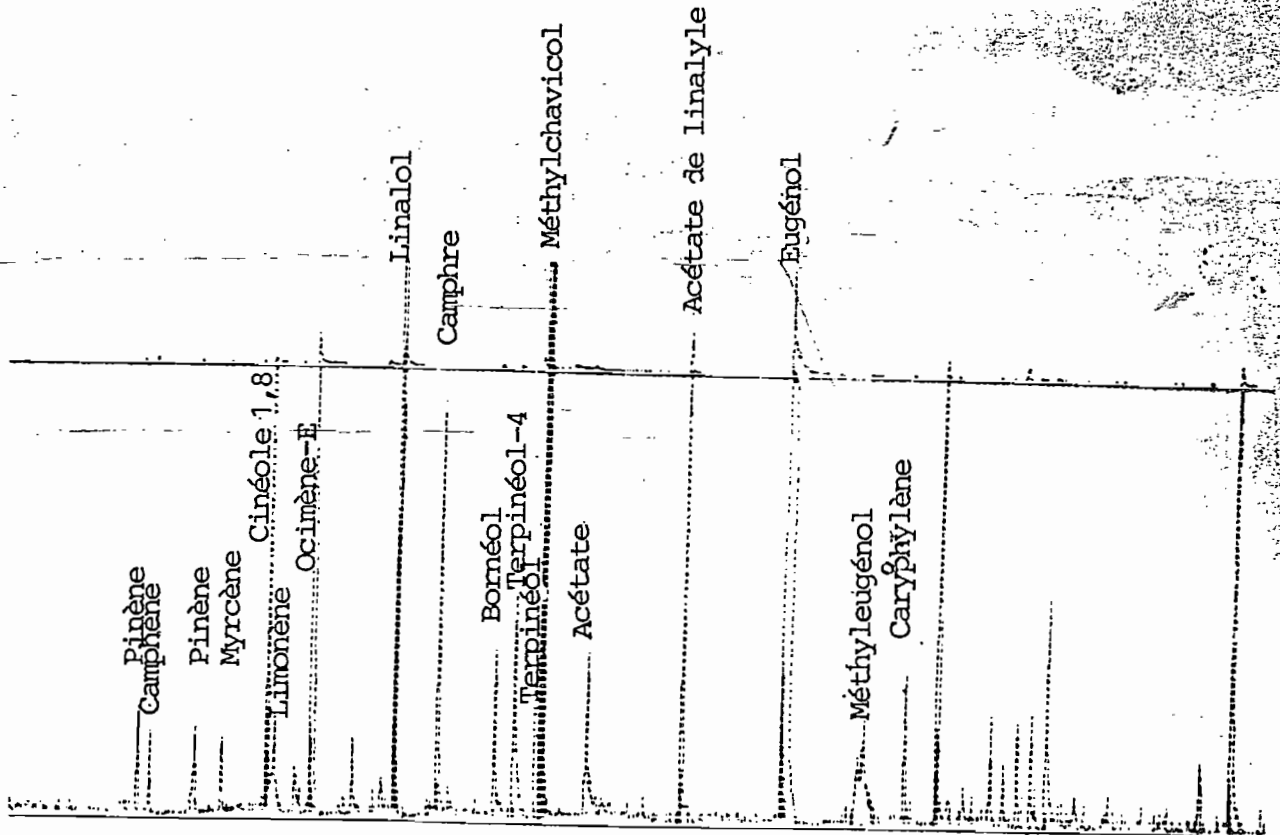 Pinène
Camphène
Pinène
Myrcène
Cinéole 1,8
Limonène
Ocimène-E
Linalol
Camphre
Bornéol
Terpinéol-4
Terpinéol
Méthylchavicol
Acétate
Acétate de linalyle
Eugénol
Méthyleugénol
Caryophylène